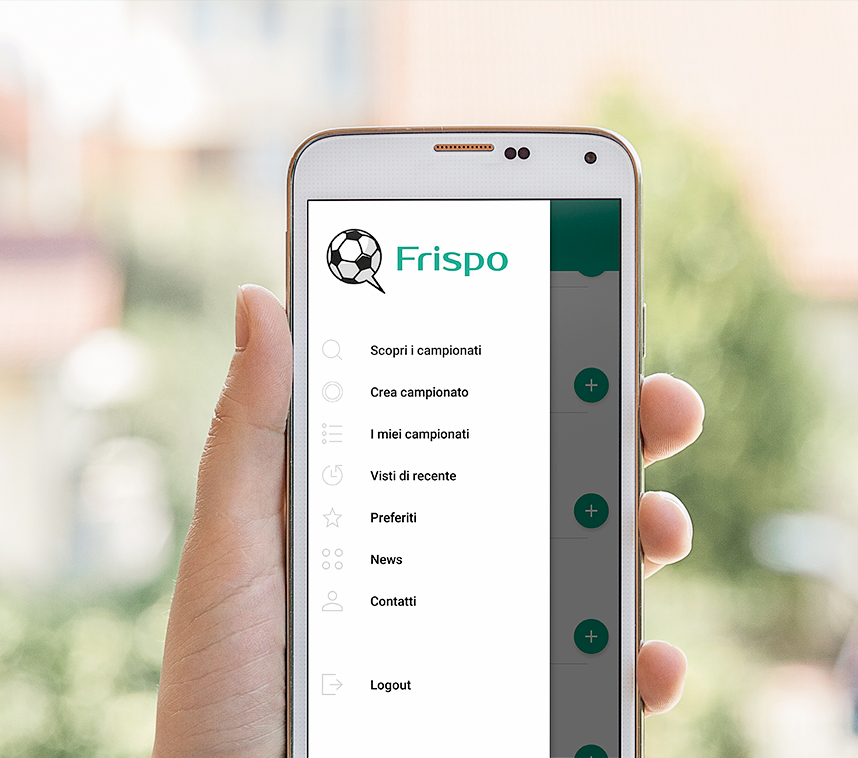 Frispo
Scopri i campionati
Crea campionato
I miei campionati
Visti di recente
Preferiti
News
Contatti
Logout